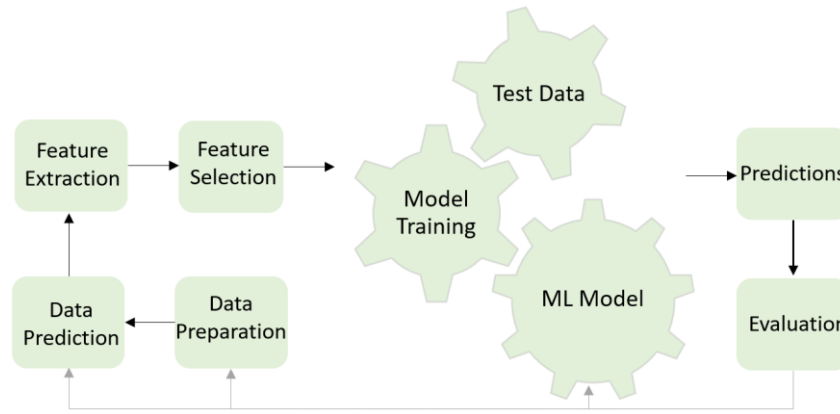 Test Data
Feature
Extraction
Feature
Selection
Model
Training
Predictions
ML Model
Data
Prediction
Data
Preparation
Evaluation